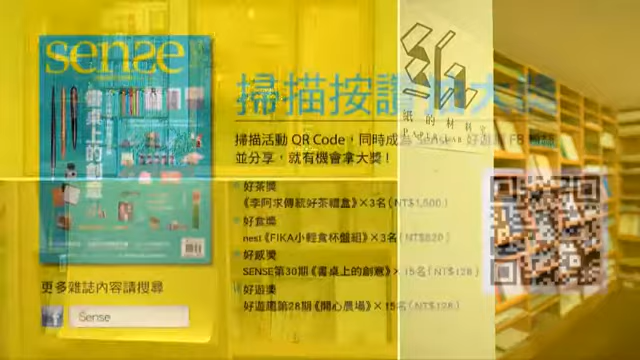 sense
書桌上的創意
掃描按讚抽大獎
紙的材料室
掃描活動 QR Code，同時成為 好遊 FB
並分享，就有機會拿大獎！
好茶獎
《李阿求傳統好茶禮盒》×3名(NT$1,500)
好食獎
nest《FIKA小輕食杯盤組》×3名(NT$820)
好感獎
SENSE第30期《書桌上的創意》× 15名(NT$128)
好遊獎
好遊趣第28期《開心農場》×15名(NT$128)
更多雜誌內容請搜尋
Sense